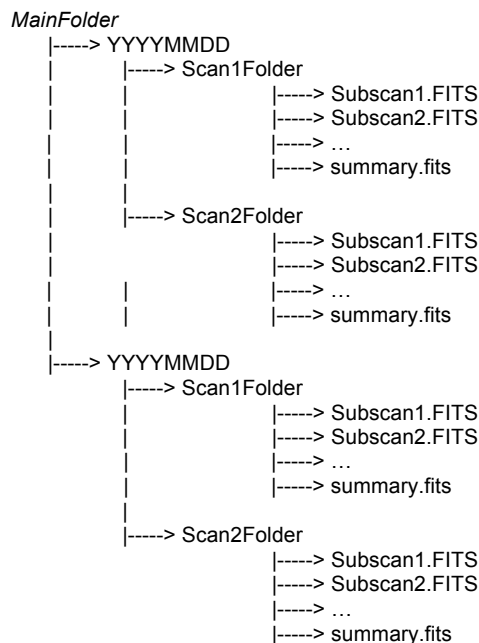 MainFolder
|-----> YYYYMMDD
| |-----> Scan1Folder
| | |-----> Subscan1.FITS
| | |-----> Subscan2.FITS
| | |-----> …
| | |-----> summary.fits
| |
| |-----> Scan2Folder
| |-----> Subscan1.FITS
| |-----> Subscan2.FITS
| | |-----> …
| | |-----> summary.fits
|
|-----> YYYYMMDD
|-----> Scan1Folder
| |-----> Subscan1.FITS
| |-----> Subscan2.FITS
| |-----> …
| |-----> summary.fits
|
|-----> Scan2Folder
|-----> Subscan1.FITS
|-----> Subscan2.FITS
|-----> …
|-----> summary.fits